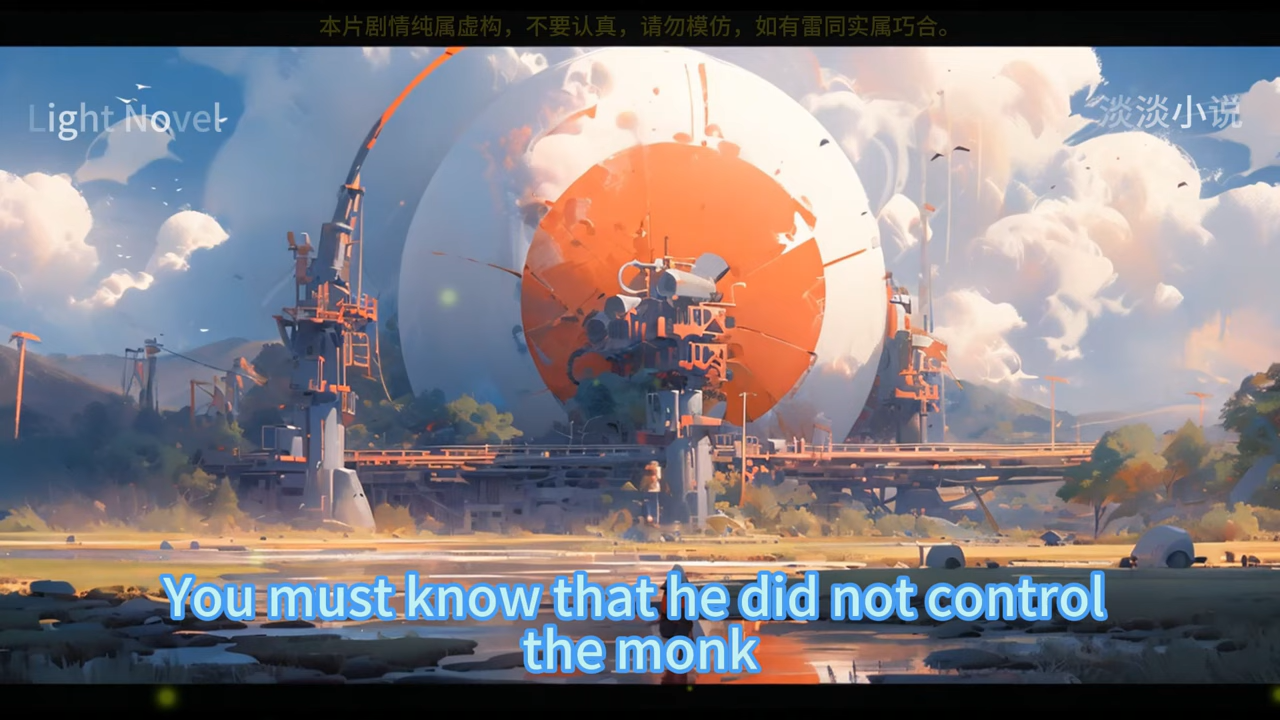 本片剧情纯属虚构，不要认真，请勿模仿，如有雷同实属巧合。
Light Novel
淡淡小说
You must know that he did not control
the monk